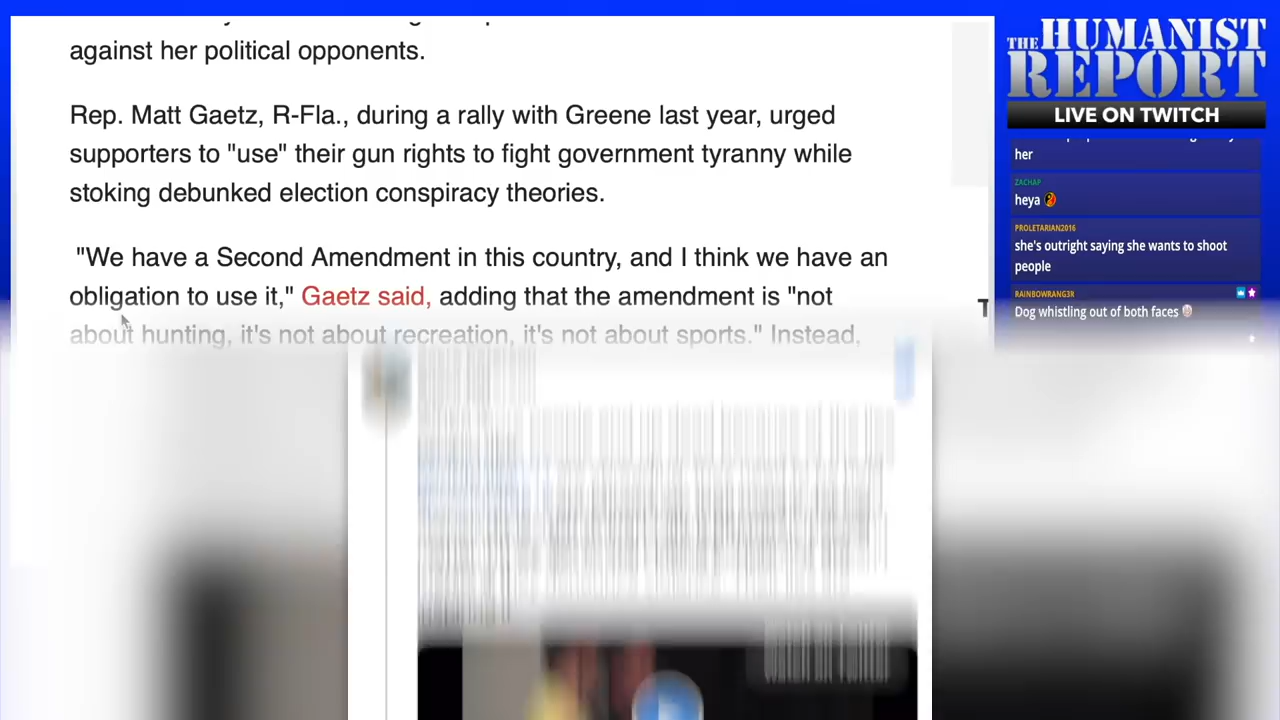 against her political opponents.
Rep. Matt Gaetz, R-Fla., during a rally with Greene last year, urged
supporters to "use" their gun rights to fight government tyranny while
stoking debunked election conspiracy theories.
"We have a Second Amendment in this country, and I think we have an
obligation to use it," Gaetz said, adding that the amendment is "not
about hunting, it's not about recreation, it's not about sports." Instead,
THE HUMANIST
REPORT
LIVE ON TWITCH
her
ZACHAP
heya
PROLETARIAN2016
she's outright saying she wants to shoot
people
RAINBOWRANG3R
Dog whistling out of both faces